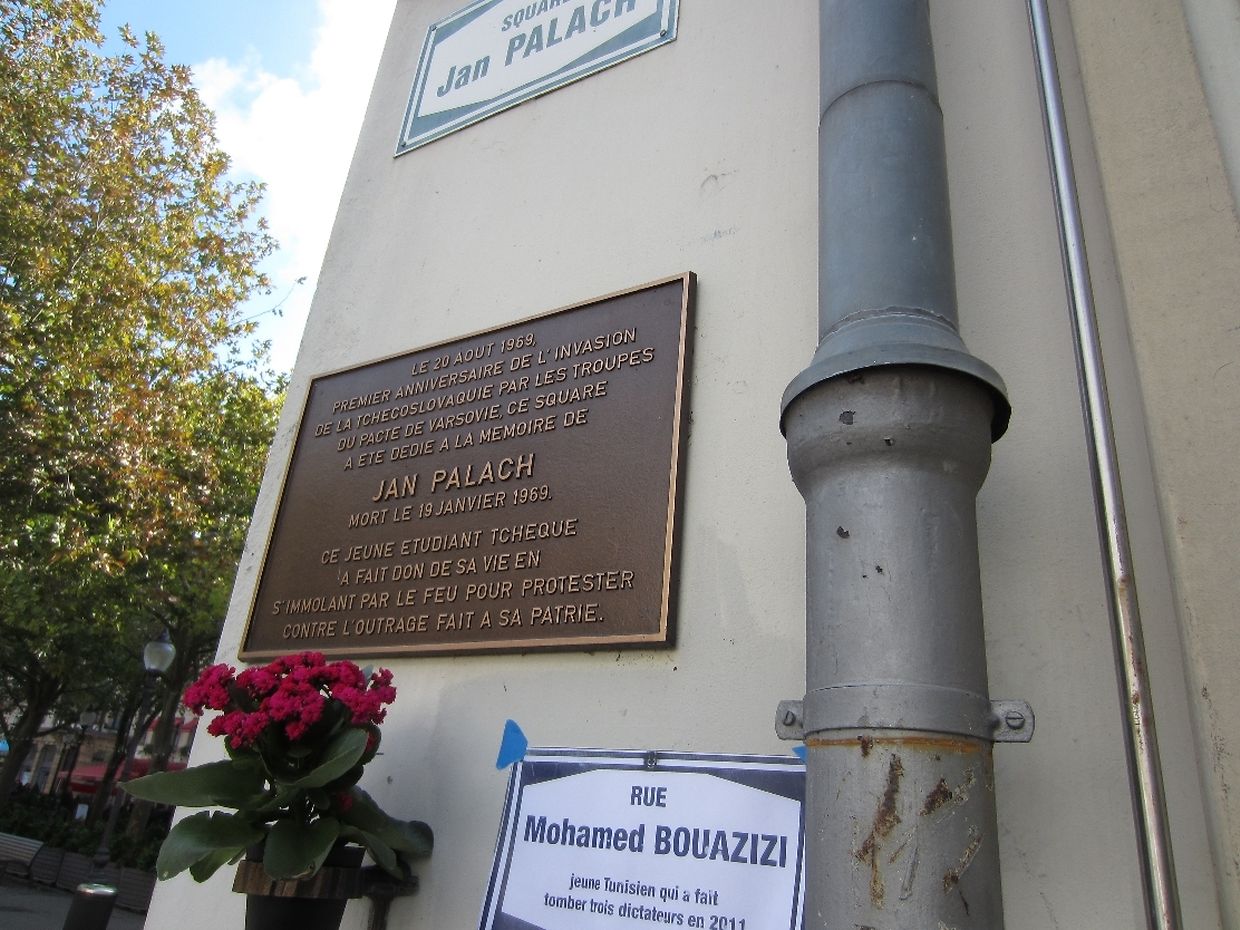 SQUARE
Jan PALACH
LE 20 AOUT 1969,
PREMIER ANNIVERSAIRE DE L'INVASION
DE LA TCHECOSLOVAQUIE PAR LES TROUPES
DU PACTE DE VARSOVIE, CE SQUARE
A ETE DEDIE A LA MEMOIRE DE
JAN PALACH
MORT LE 19 JANVIER 1969.
CE JEUNE ETUDIANT TCHEQUE
A FAIT DON DE SA VIE EN
S'IMMOLANT PAR LE FEU POUR PROTESTER
CONTRE L'OUTRAGE FAIT A SA PATRIE.
RUE
Mohamed BOUAZIZI
jeune Tunisien qui a fait
tomber trois dictateurs en 2011